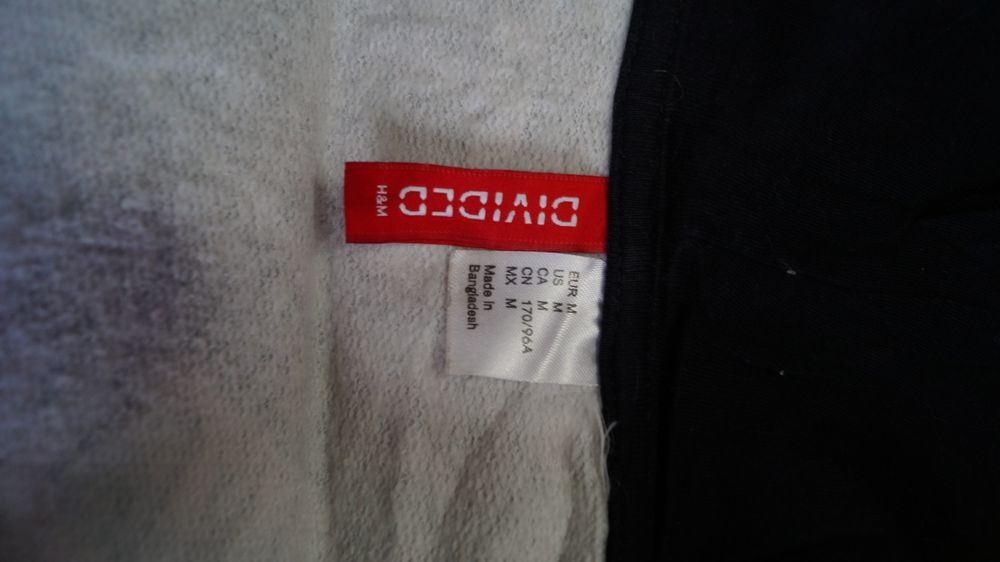 DIVIDED
H&M
EUR M
US M
CA M
CN 170/96A
MX M
Made in
Bangladesh